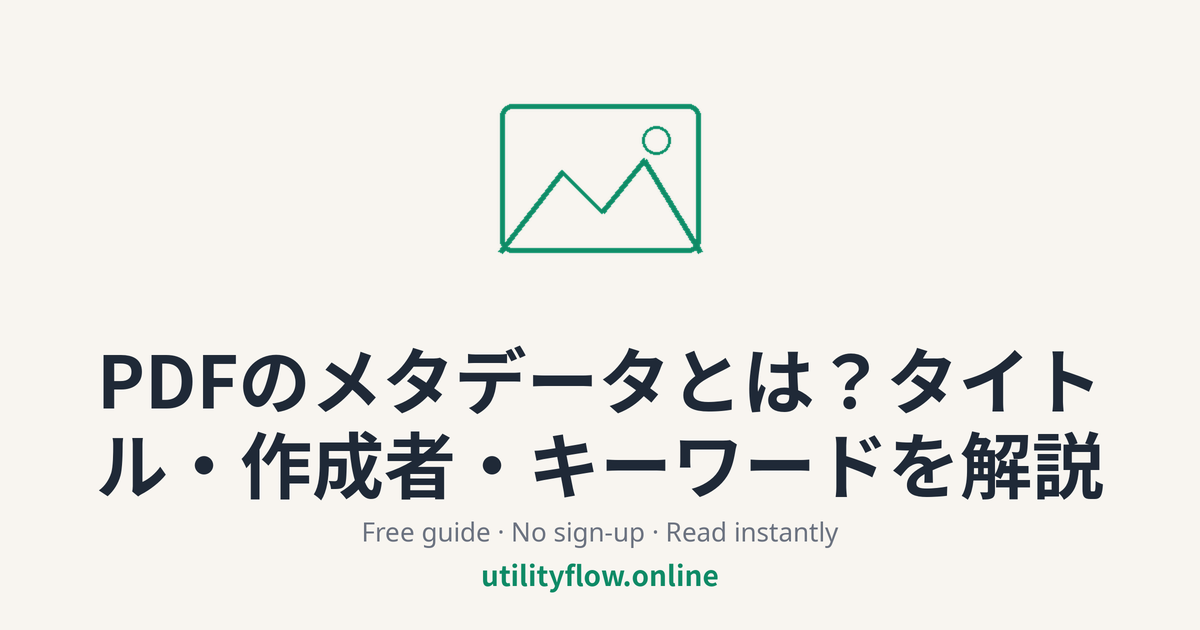 PDFのメタデータとは？タイト
ル・作成者・キーワードを解説
Free guide · No sign-up · Read instantly
utilityflow.online